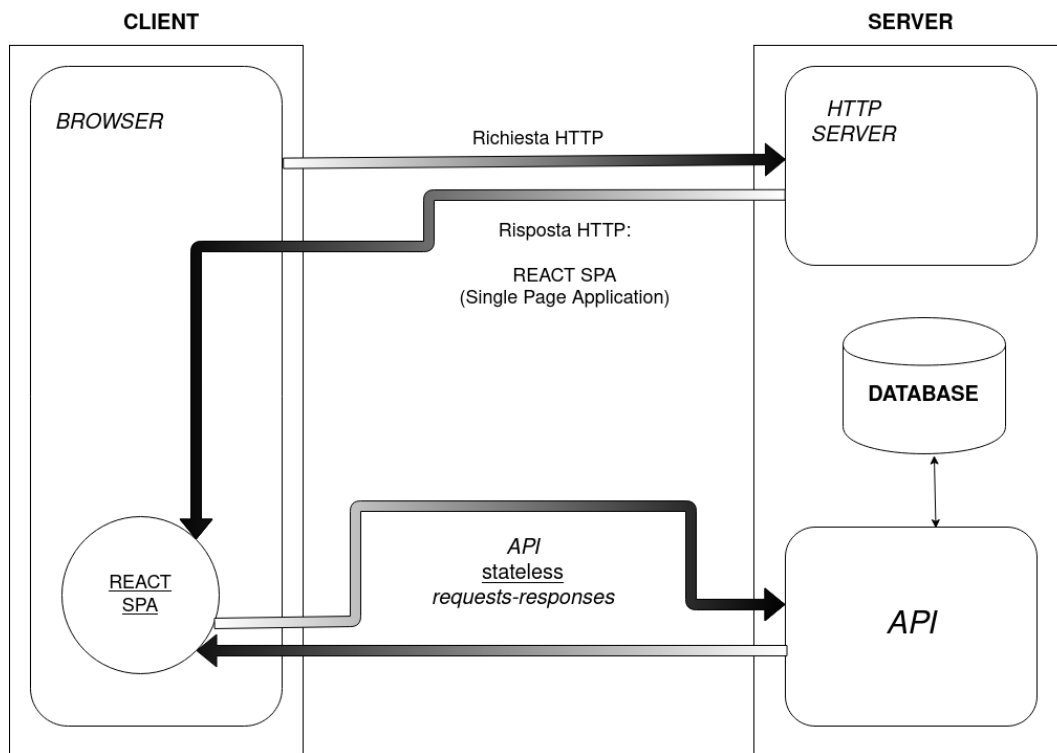 CLIENT
SERVER
BROWSER
HTTP
SERVER
Richiesta HTTP
Risposta HTTP:
REACT SPA
(Single Page Application)
DATABASE
REACT
SPA
API
stateless
requests-responses
API